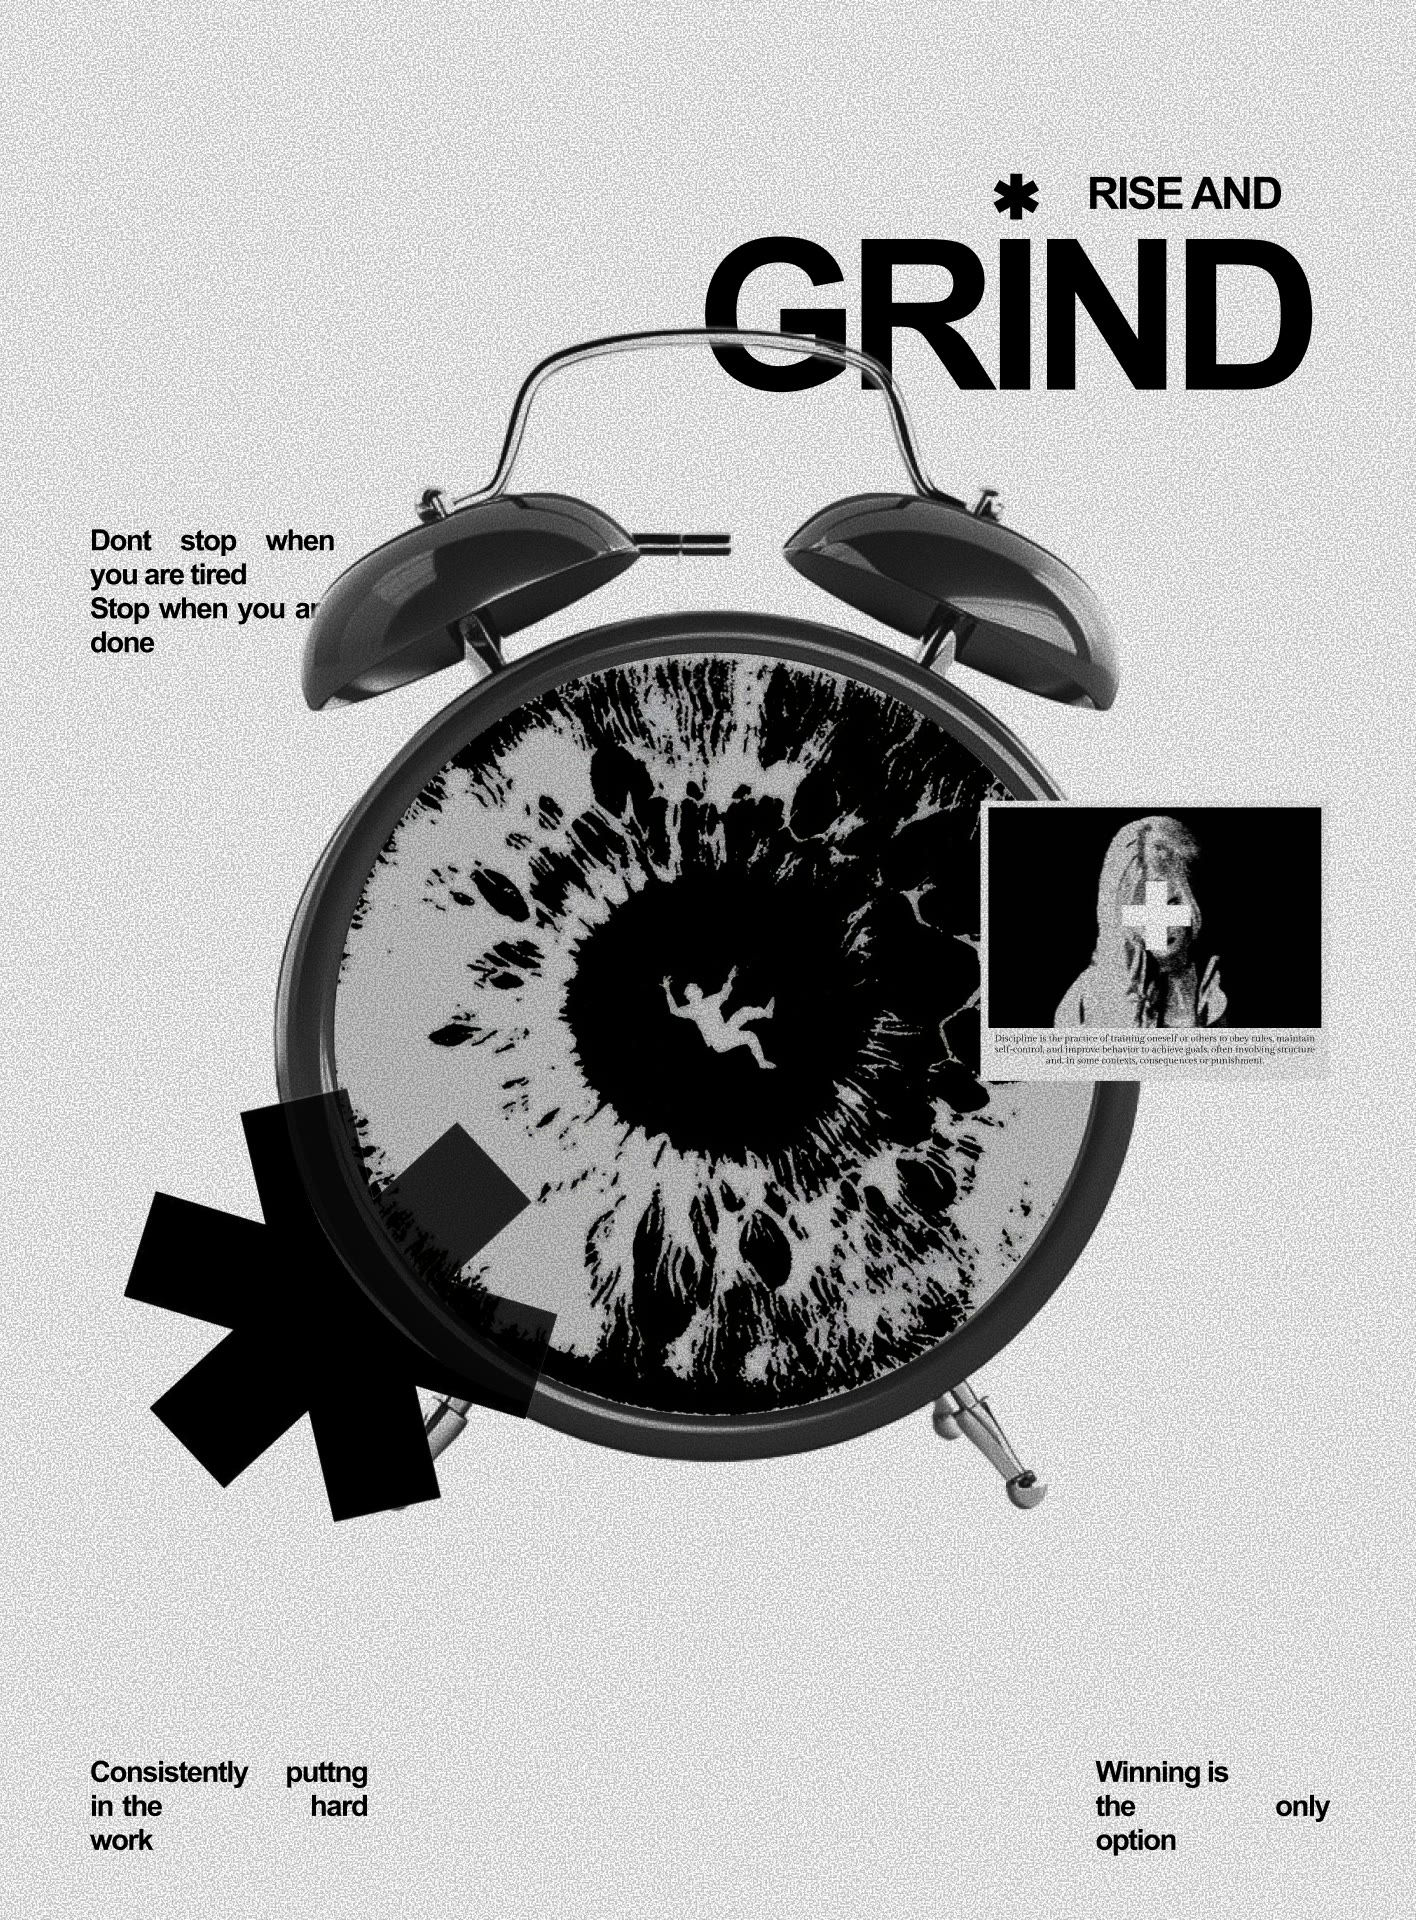 RISE AND
GRIND
Dont stop when
you are tired
Stop when you
done
Discipline is the practice of training oneself or others to obey rules, maintain
self-control, and improve behavior to achieve goals, often involving structure
and, in some contexts, consequences or punishment.
Consistently puttng
in the hard
work
Winning is
the only
option